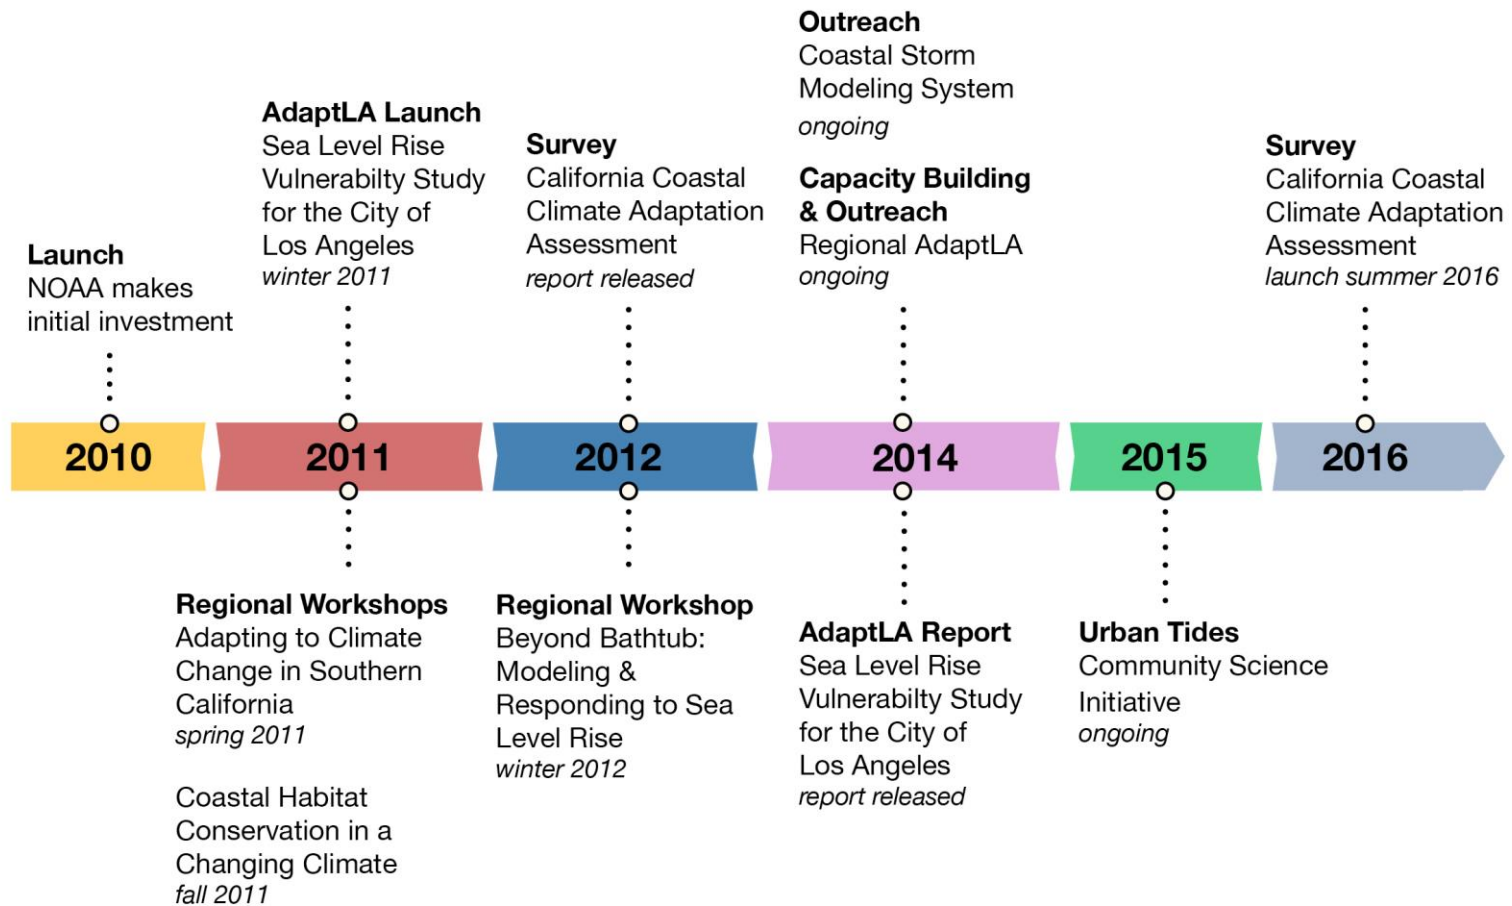 Launch
NOAA makes
initial investment
AdaptLA Launch
Sea Level Rise
Vulnerabilty Study
for the City of
Los Angeles
winter 2011
Survey
California Coastal
Climate Adaptation
Assessment
report released
Outreach
Coastal Storm
Modeling System
ongoing
Capacity Building
& Outreach
Regional AdaptLA
ongoing
Survey
California Coastal
Climate Adaptation
Assessment
launch summer 2016
2010
2011
2012
2014
2015
2016
Regional Workshops
Adapting to Climate
Change in Southern
California
spring 2011
Coastal Habitat
Conservation in a
Changing Climate
fall 2011
Regional Workshop
Beyond Bathtub:
Modeling &
Responding to Sea
Level Rise
winter 2012
AdaptLA Report
Sea Level Rise
Vulnerabilty Study
for the City of
Los Angeles
report released
Urban Tides
Community Science
Initiative
ongoing